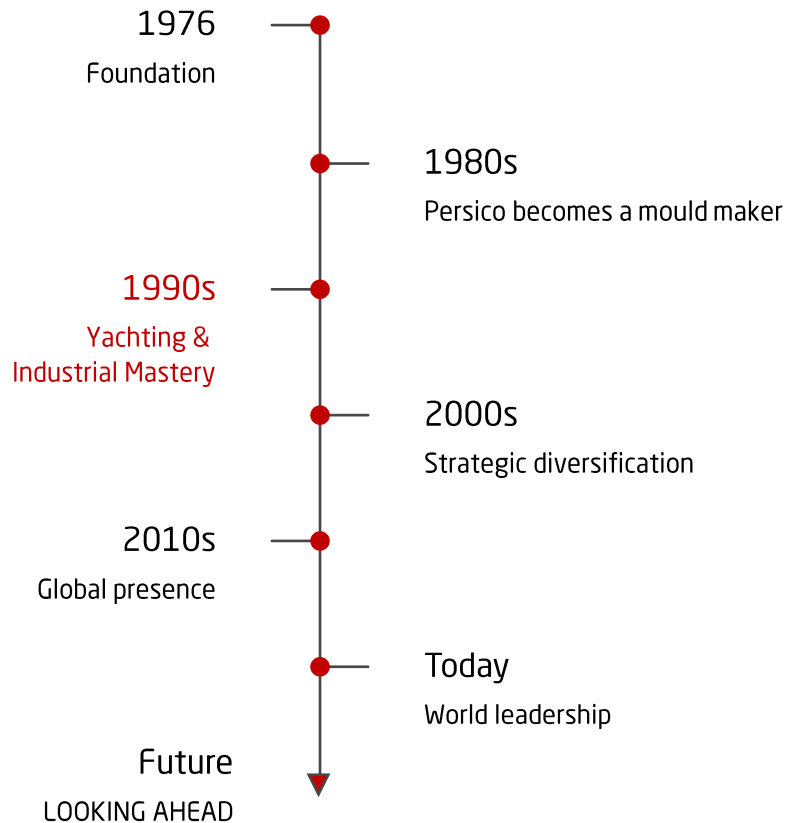 1976
Foundation
1980s
Persico becomes a mould maker
1990s
Yachting &
Industrial Mastery
2000s
Strategic diversification
2010s
Global presence
Today
World leadership
Future
LOOKING AHEAD